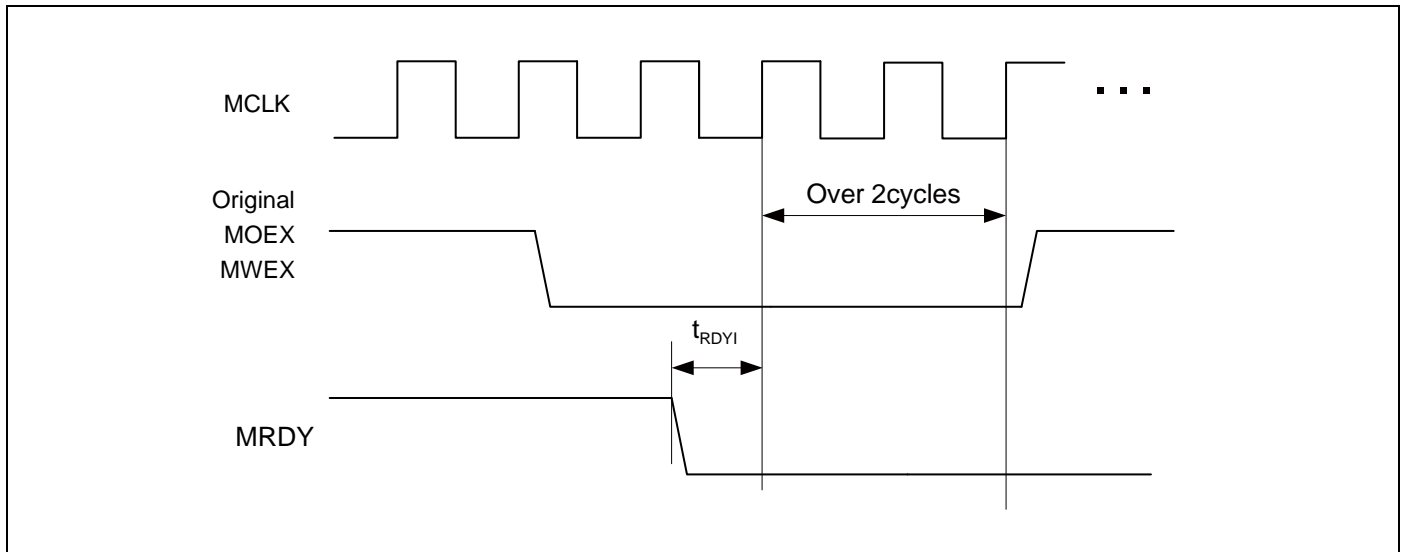 MCLK
Original
MOEX
MWEX
Over 2cycles
tRDYI
MRDY